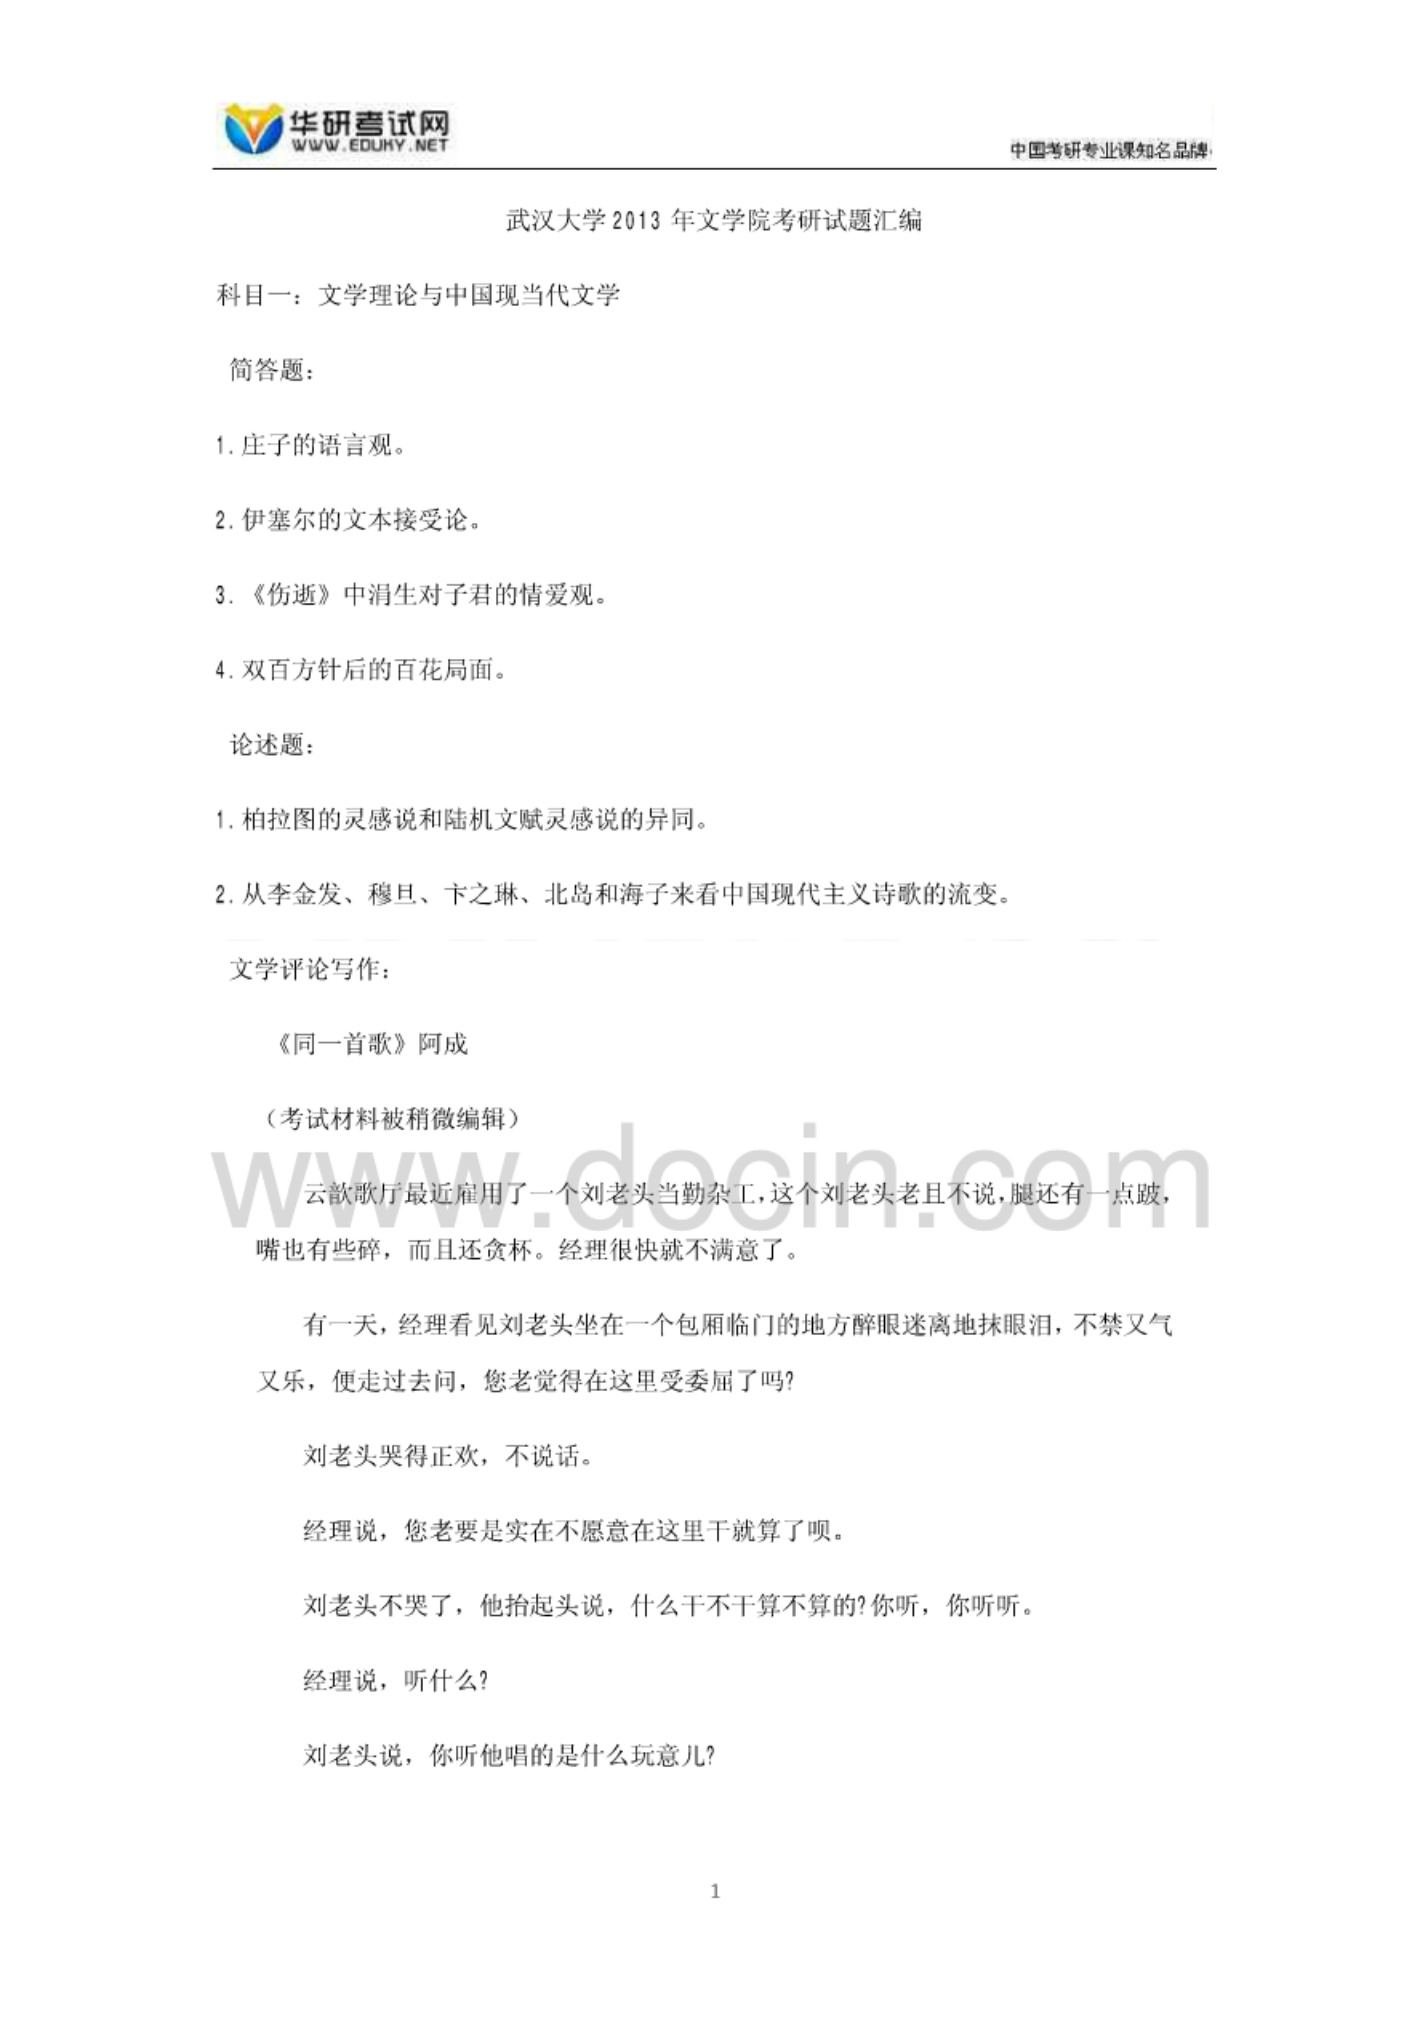 华研考试网
WWW.EDUKY.NET
中国考研专业课知名品牌
武汉大学2013 年文学院考研试题汇编
科目一：文学理论与中国现当代文学
简答题：
1.庄子的语言观。
2.伊塞尔的文本接受论。
3.《伤逝》中涓生对子君的情爱观。
4.双百方针后的百花局面。
论述题：
1.柏拉图的灵感说和陆机文赋灵感说的异同。
2.从李金发、穆旦、卞之琳、北岛和海子来看中国现代主义诗歌的流变。
文学评论写作：
《同一首歌》阿成
（考试材料被稍微编辑）
www.docin.com
云歆歌厅最近雇用了一个刘老头当勤杂工，这个刘老头老且不说，腿还有一点跛，
嘴也有些碎，而且还贪杯。经理很快就不满意了。
有一天，经理看见刘老头坐在一个包厢临门的地方醉眼迷离地抹眼泪，不禁又气
又乐，便走过去问，您老觉得在这里受委屈了吗？
刘老头哭得正欢，不说话。
经理说，您老要是实在不愿意在这里干就算了呗。
刘老头不哭了，他抬起头说，什么干不干算不算的？你听，你听听。
经理说，听什么？
刘老头说，你听他唱的是什么玩意儿？
1